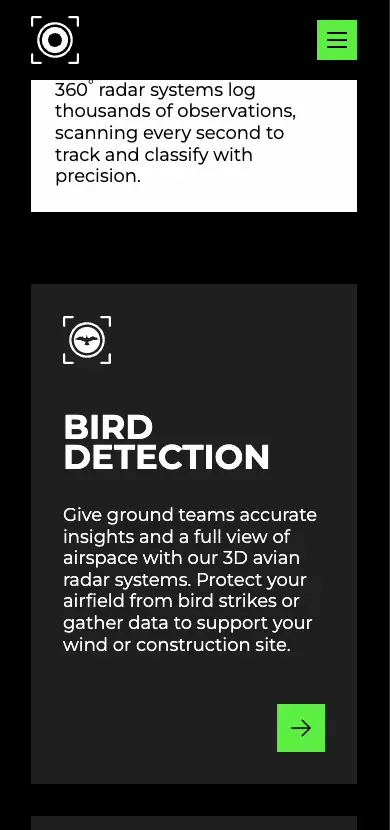 360° radar systems log
thousands of observations,
scanning every second to
track and classify with
precision.
BIRD
DETECTION
Give ground teams accurate
insights and a full view of
airspace with our 3D avian
radar systems. Protect your
airfield from bird strikes or
gather data to support your
wind or construction site.